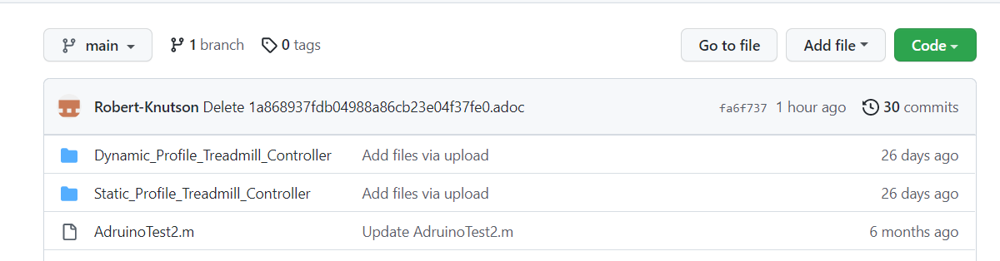 main 1 branch 0 tags Go to file Add file Code
Robert-Knutson Delete 1a868937fdb04988a86cb23e04f37fe0.adoc fa6f737 1 hour ago 30 commits
Dynamic_Profile_Treadmill_Controller Add files via upload 26 days ago
Static_Profile_Treadmill_Controller Add files via upload 26 days ago
AdruinoTest2.m Update AdruinoTest2.m 6 months ago